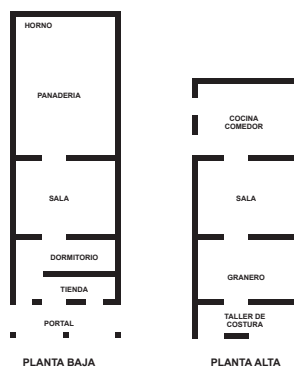 HORNO
PANADERIA
SALA
DORMITORIO
TIENDA
PORTAL
PLANTA BAJA
COCINA
COMEDOR
SALA
GRANERO
TALLER DE
COSTURA
PLANTA ALTA